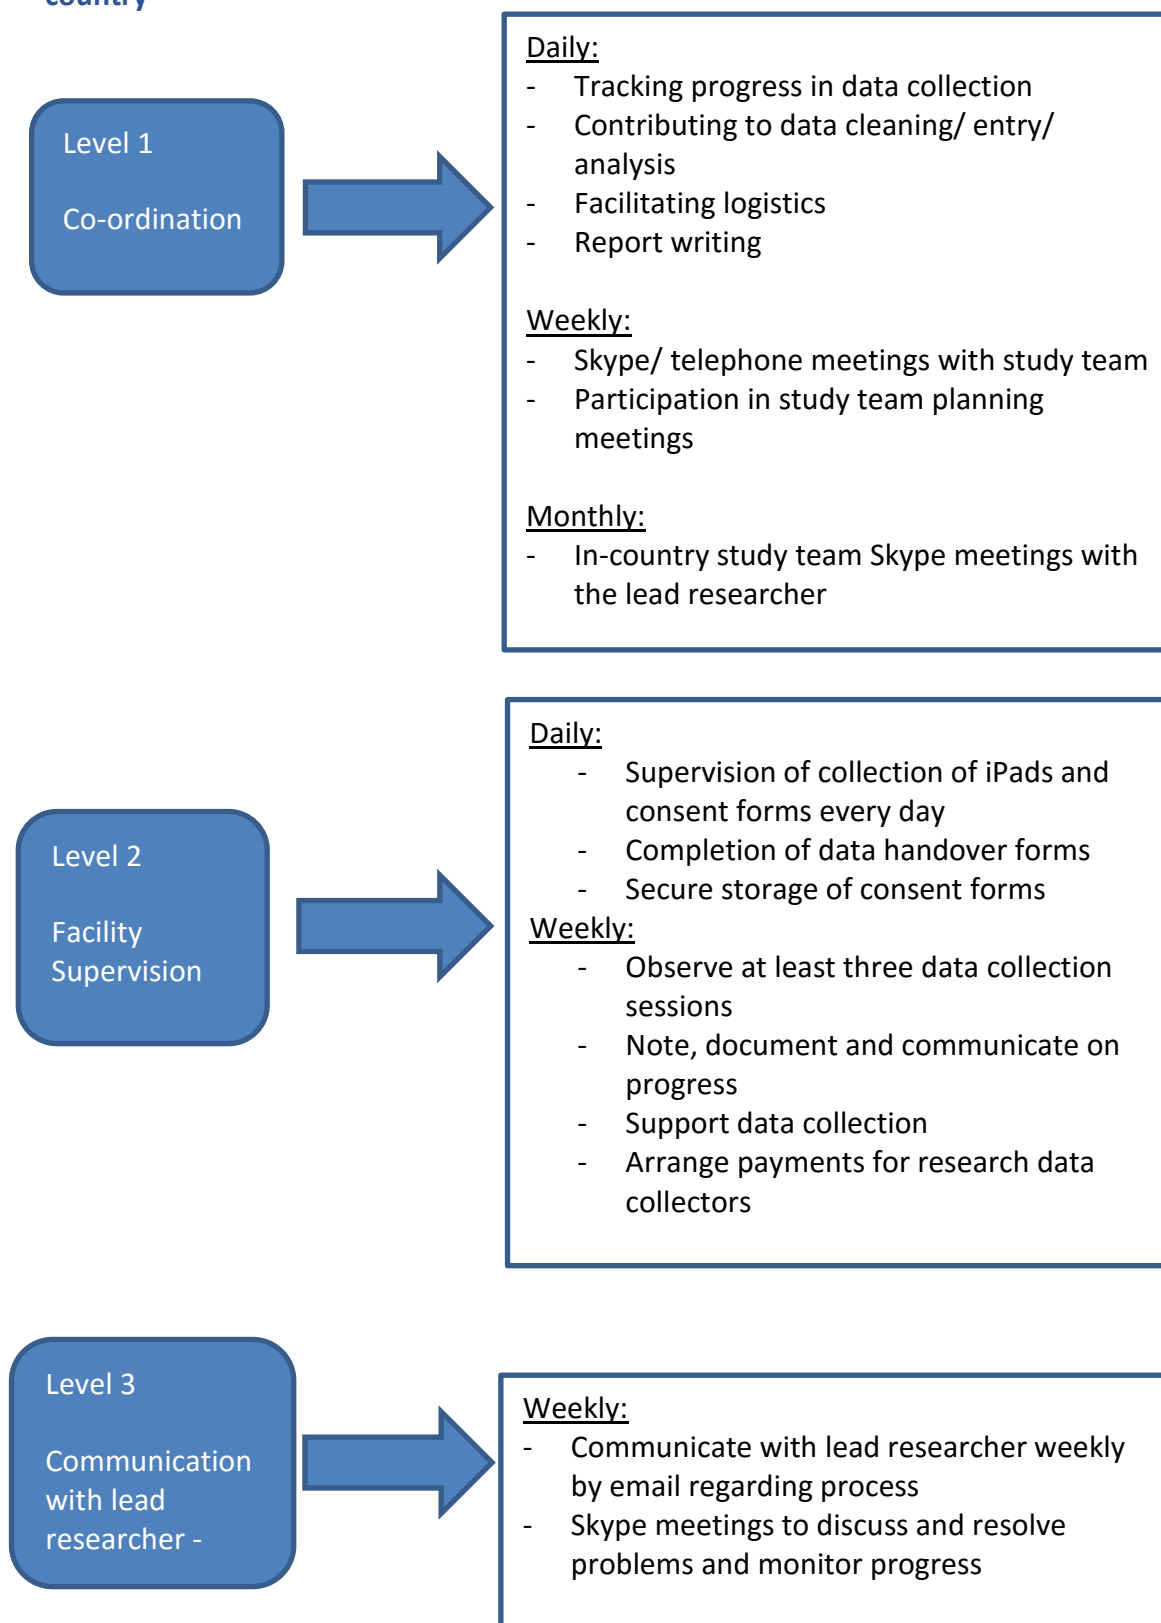 country
Level 1
Co-ordination
Daily:
- Tracking progress in data collection
- Contributing to data cleaning/ entry/
analysis
- Facilitating logistics
- Report writing
Weekly:
- Skype/ telephone meetings with study team
- Participation in study team planning
meetings
Monthly:
- In-country study team Skype meetings with
the lead researcher
Level 2
Facility
Supervision
Daily:
- Supervision of collection of iPads and
consent forms every day
- Completion of data handover forms
- Secure storage of consent forms
Weekly:
- Observe at least three data collection
sessions
- Note, document and communicate on
progress
- Support data collection
- Arrange payments for research data
collectors
Level 3
Communication
with lead
researcher -
Weekly:
- Communicate with lead researcher weekly
by email regarding process
- Skype meetings to discuss and resolve
problems and monitor progress